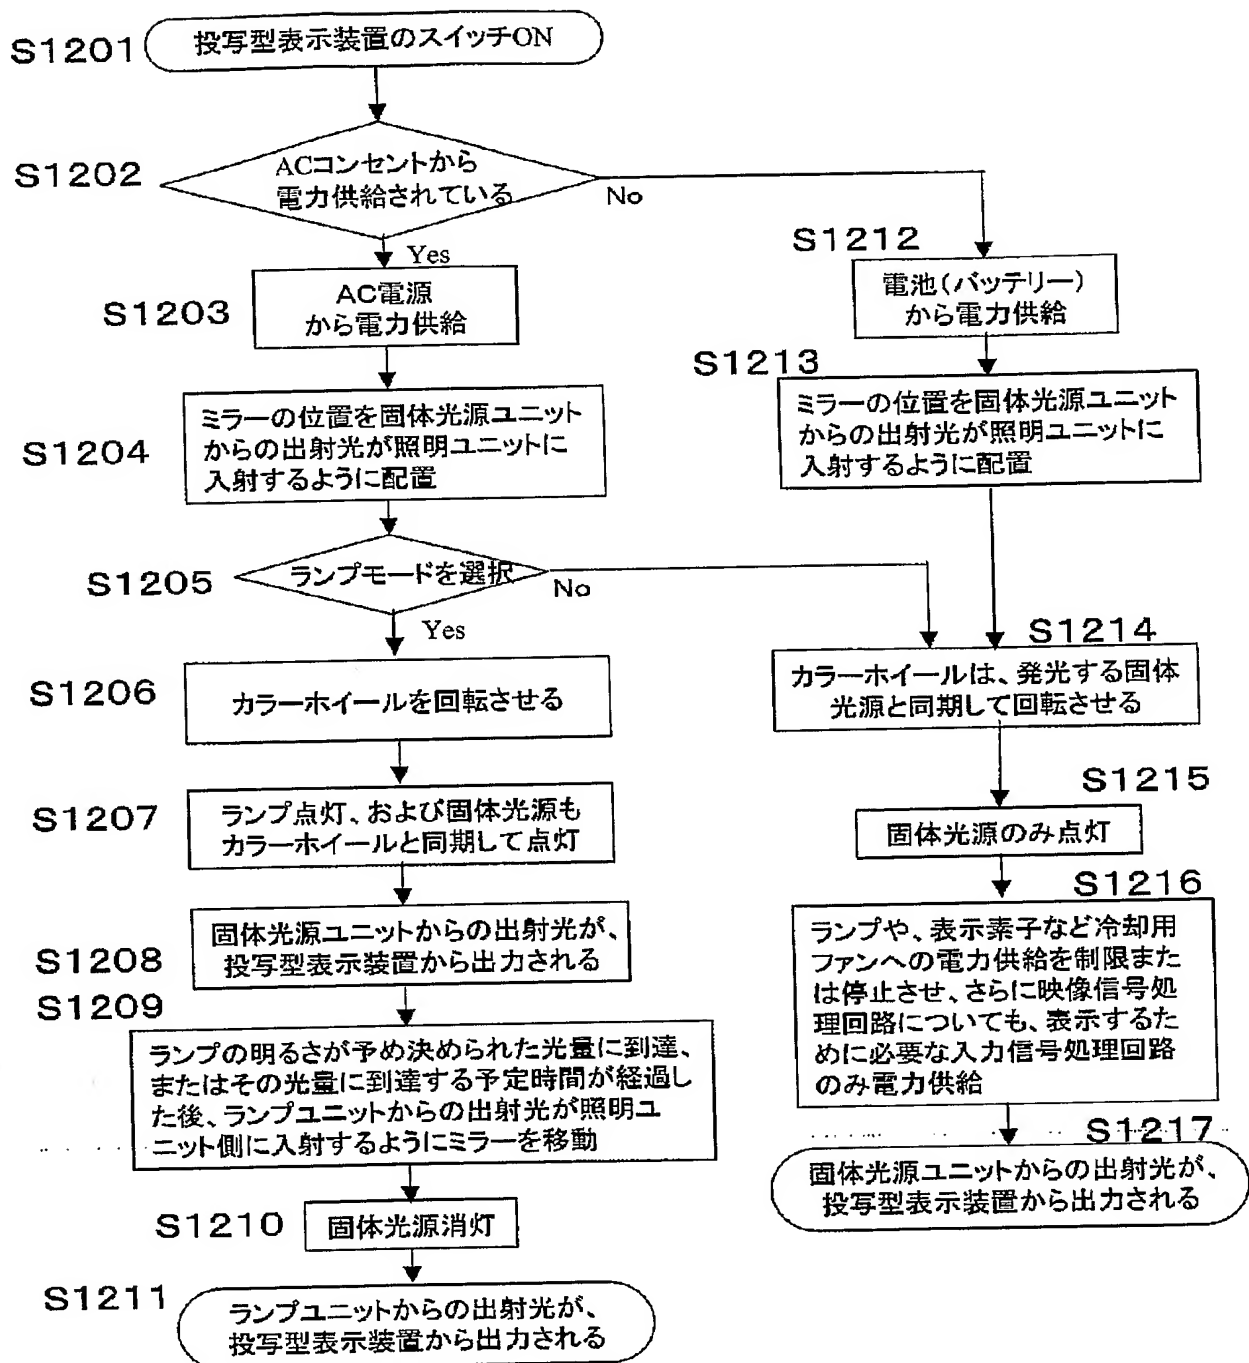 S1201
投写型表示装置のスイッチON
S1202
ACコンセントから
電力供給されている
No
Yes
S1203
AC電源
から電力供給
S1204
ミラーの位置を固体光源ユニット
からの出射光が照明ユニットに
入射するように配置
S1205
ランプモードを選択
No
Yes
S1206
カラーホイールを回転させる
S1207
ランプ点灯、および固体光源も
カラーホイールと同期して点灯
S1208
固体光源ユニットからの出射光が、
投写型表示装置から出力される
S1209
ランプの明るさが予め決められた光量に到達、
またはその光量に到達する予定時間が経過し
た後、ランプユニットからの出射光が照明ユ
ニット側に入射するようにミラーを移動
S1210
固体光源消灯
S1211
ランプユニットからの出射光が、
投写型表示装置から出力される
S1212
電池(バッテリー)
から電力供給
S1213
ミラーの位置を固体光源ユニット
からの出射光が照明ユニットに
入射するように配置
S1214
カラーホイールは、発光する固体
光源と同期して回転させる
S1215
固体光源のみ点灯
S1216
ランプや、表示素子など冷却用
ファンへの電力供給を制限また
は停止させ、さらに映像信号処
理回路についても、表示するた
めに必要な入力信号処理回路
のみ電力供給
S1217
固体光源ユニットからの出射光が、
投写型表示装置から出力される